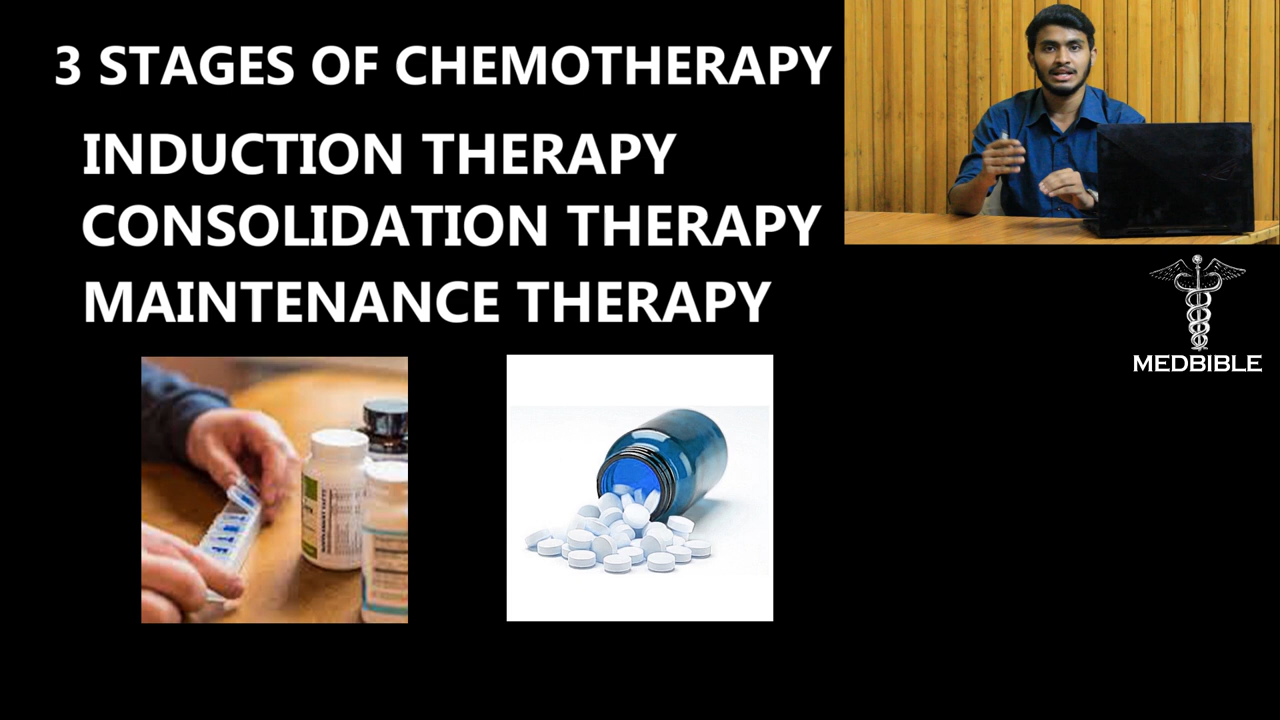 3 STAGES OF CHEMOTHERAPY
INDUCTION THERAPY
CONSOLIDATION THERAPY
MAINTENANCE THERAPY
MEDBIBLE